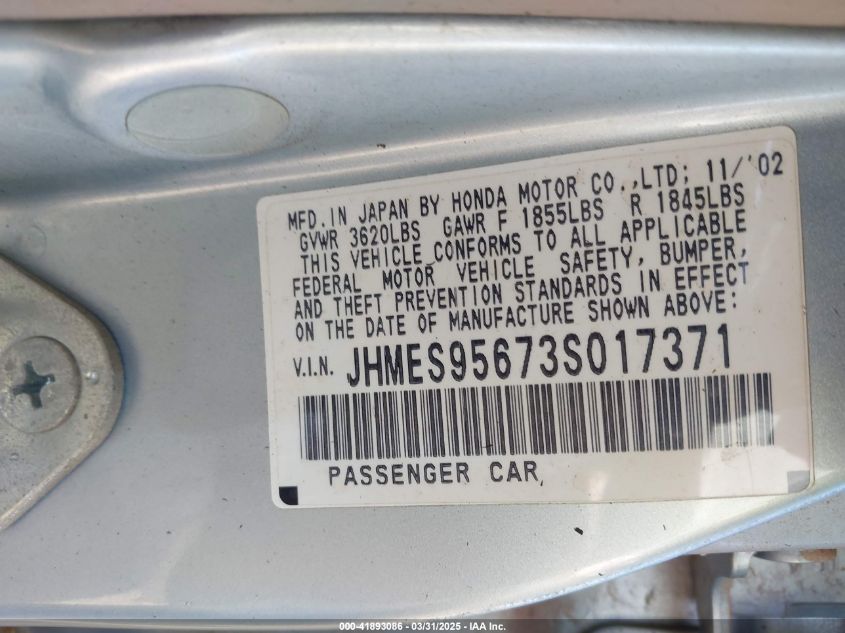 MFD. IN JAPAN BY HONDA MOTOR CO.,LTD; 11/'02
GVWR 3620LBS GAWR F 1855LBS R 1845LBS
THIS VEHICLE CONFORMS TO ALL APPLICABLE
FEDERAL MOTOR VEHICLE SAFETY, BUMPER,
AND THEFT PREVENTION STANDARDS IN EFFECT
ON THE DATE OF MANUFACTURE SHOWN ABOVE:
V.I.N. JHMES95673S017371
PASSENGER CAR
000-41893086 - 03/31/2025 - IAA Inc.